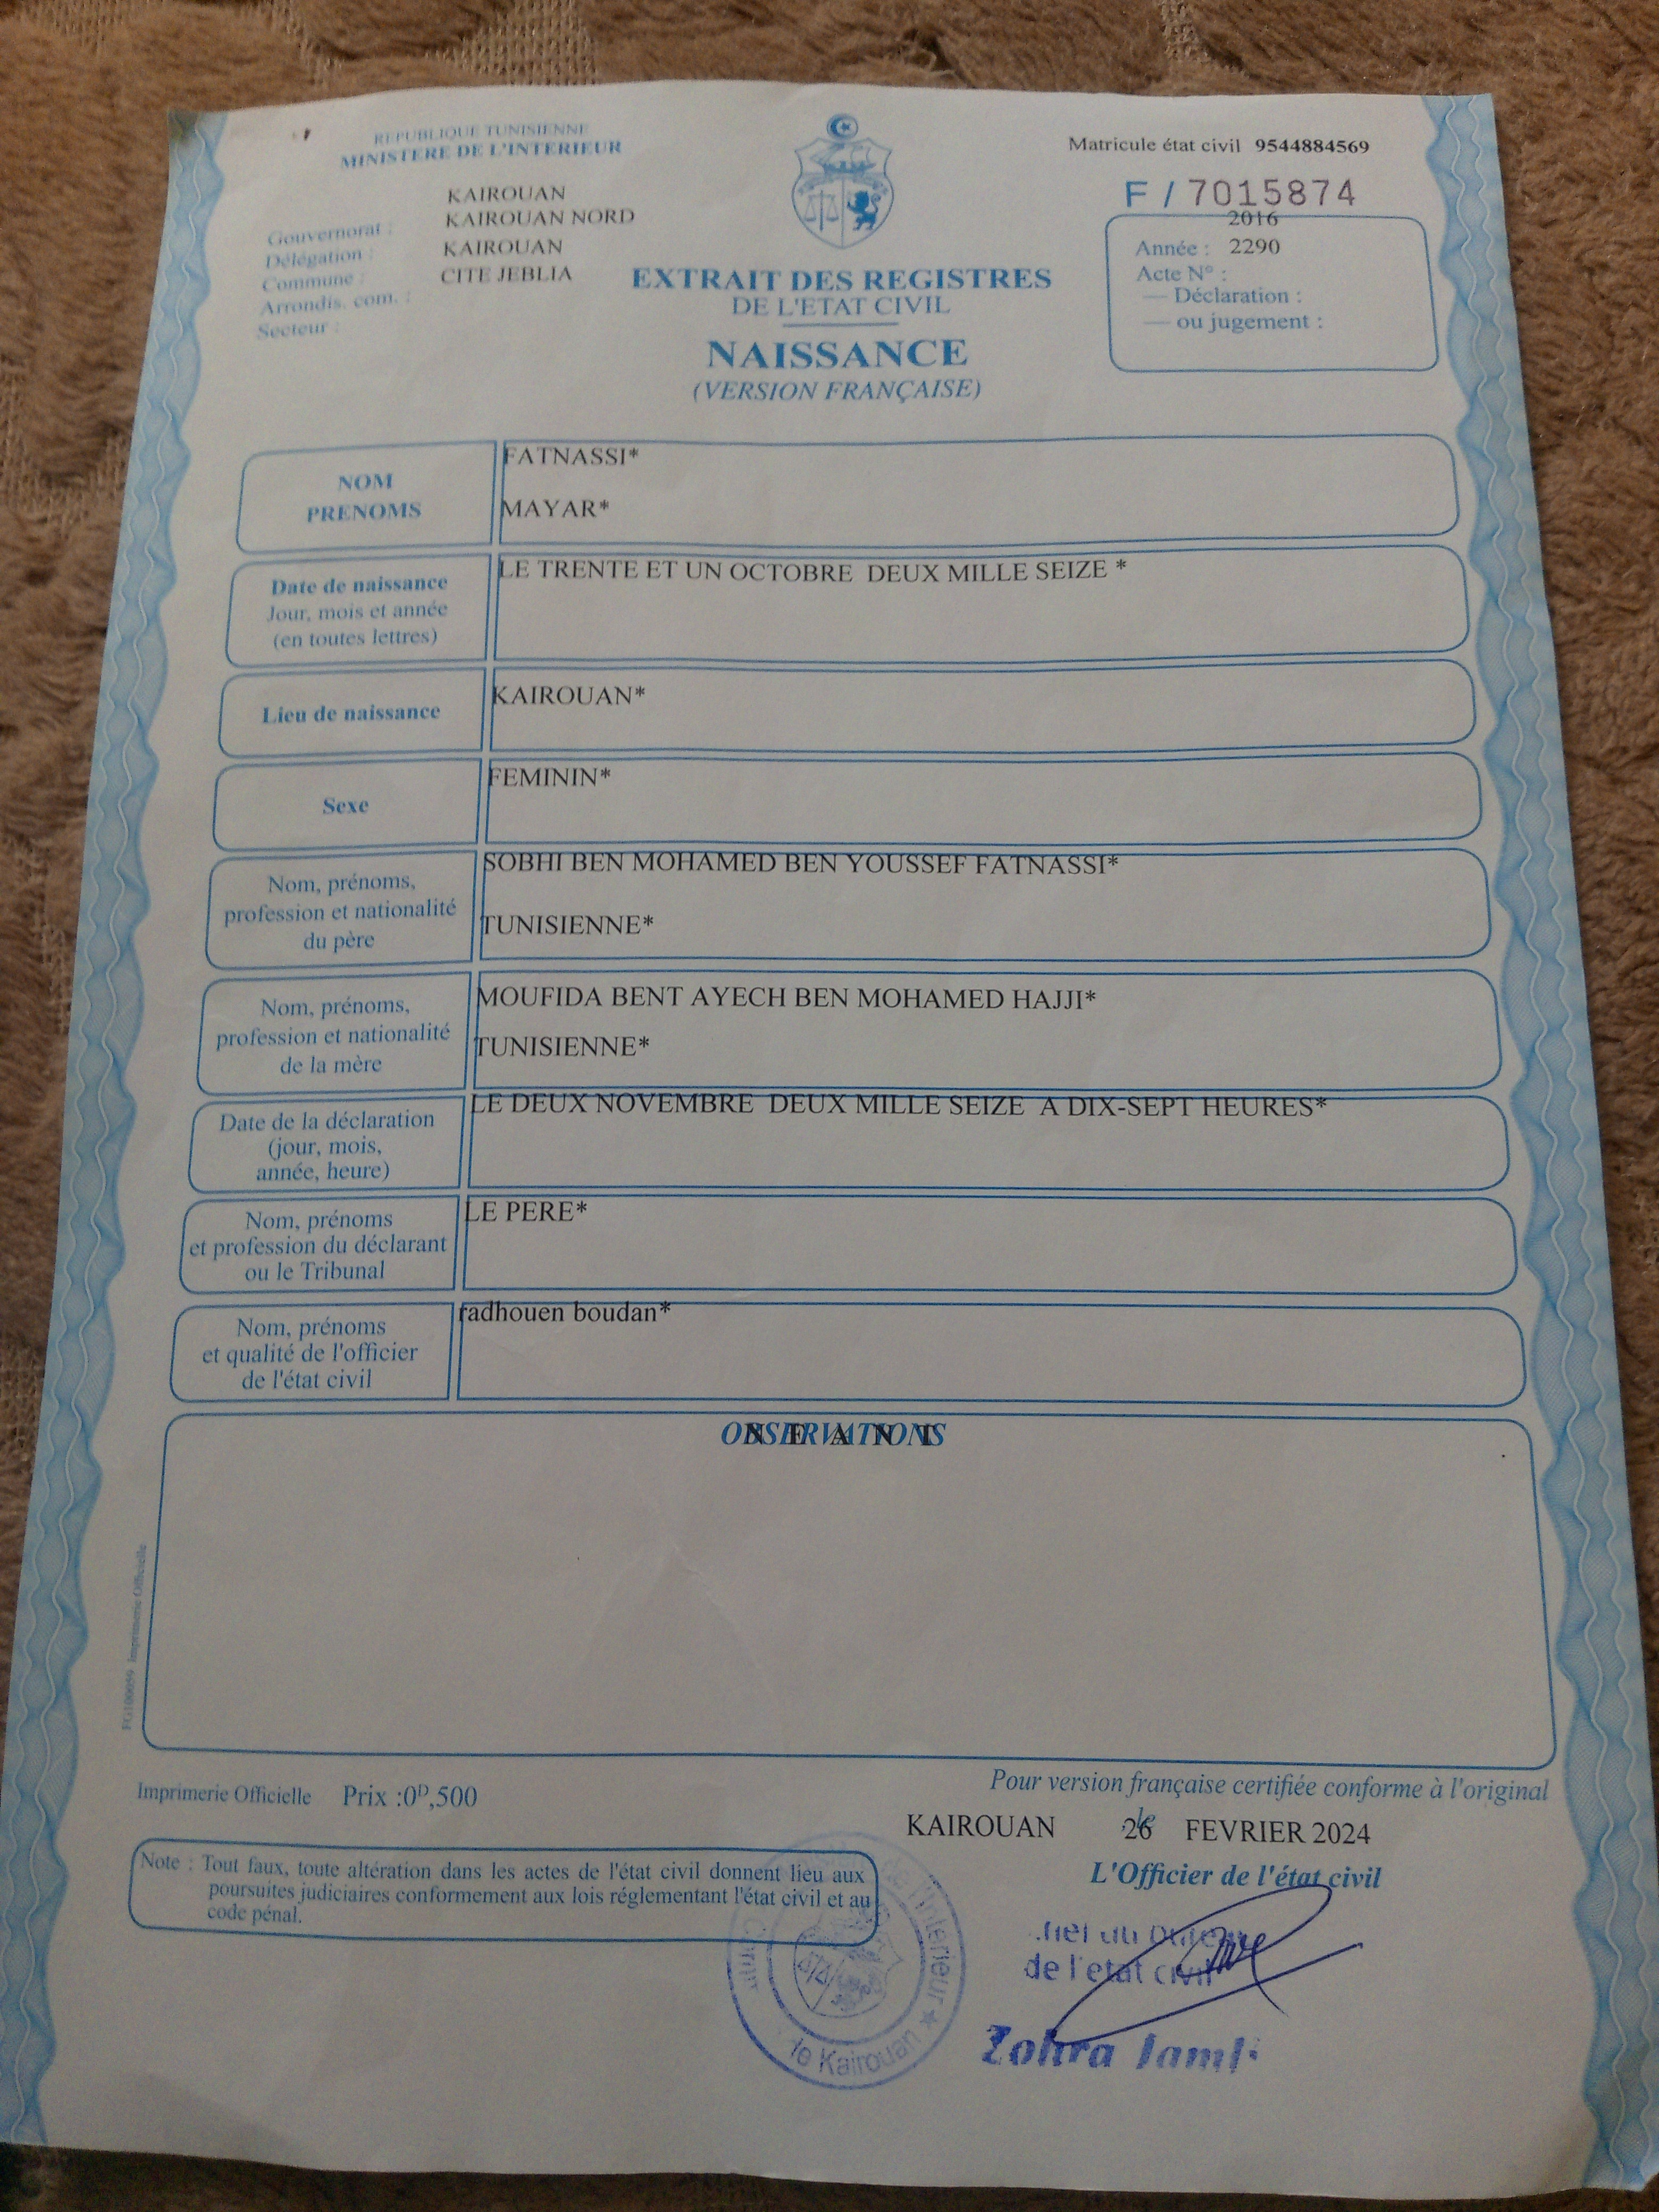 REPUBLIQUE TUNISIENNE
MINISTERE DE L'INTERIEUR
Matricule état civil 9544884569
F / 7015874
Gouvernorat : KAIROUAN
Délégation : KAIROUAN NORD
Commune : KAIROUAN
Arrondis. com. : CITE JEBLIA
Secteur :
2016
Année : 2290
Acte N° :
— Déclaration :
— ou jugement :
EXTRAIT DES REGISTRES
DE L'ETAT CIVIL
NAISSANCE
(VERSION FRANÇAISE)
NOM
PRENOMS
FATNASSI*
MAYAR*
Date de naissance
Jour, mois et année
(en toutes lettres)
LE TRENTE ET UN OCTOBRE DEUX MILLE SEIZE *
Lieu de naissance
KAIROUAN*
Sexe
FEMININ*
Nom, prénoms,
profession et nationalité
du père
SOBHI BEN MOHAMED BEN YOUSSEF FATNASSI*
TUNISIENNE*
Nom, prénoms,
profession et nationalité
de la mère
MOUFIDA BENT AYECH BEN MOHAMED HAJJI*
TUNISIENNE*
Date de la déclaration
(jour, mois,
année, heure)
LE DEUX NOVEMBRE DEUX MILLE SEIZE A DIX-SEPT HEURES*
Nom, prénoms
et profession du déclarant
ou le Tribunal
LE PERE*
Nom, prénoms
et qualité de l'officier
de l'état civil
radhouen boudan*
OBSERVATIONS
N E A N T
FG100059 Imprimerie Officielle
Imprimerie Officielle Prix :0ᴰ,500
Pour version française certifiée conforme à l'original
KAIROUAN le 26 FEVRIER 2024
L'Officier de l'état civil
Note : Tout faux, toute altération dans les actes de l'état civil donnent lieu aux
poursuites judiciaires conformement aux lois réglementant l'état civil et au
code pénal.
de l'etat civil
Zohra
de l'Interieur ★
Kairouan